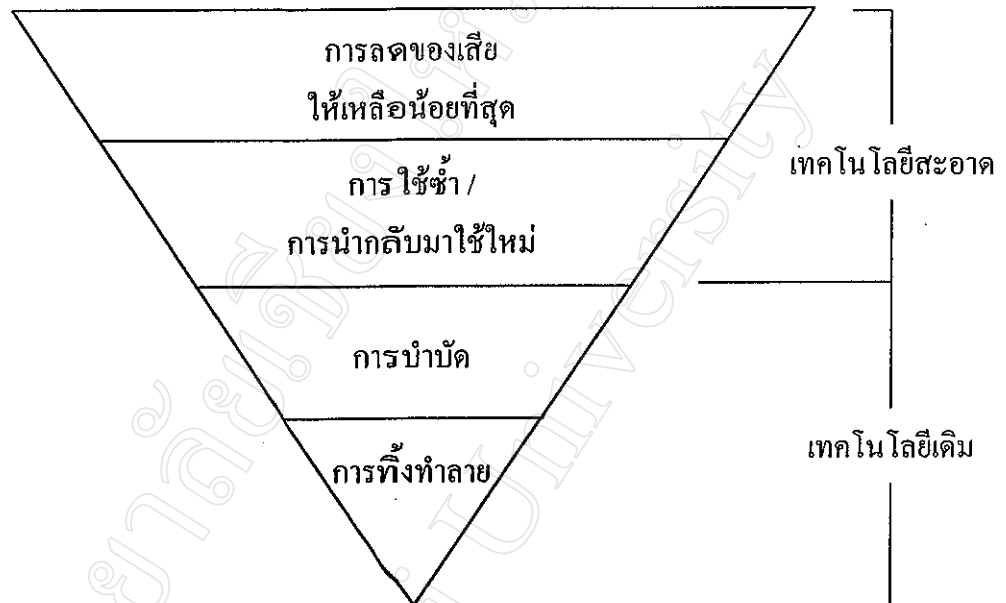 การลดของเสีย
ให้เหลือน้อยที่สุด
การใช้ซ้ำ /
การนำกลับมาใช้ใหม่
เทคโนโลยีสะอาด
การบำบัด
การทิ้งทำลาย
เทคโนโลยีเดิม
University